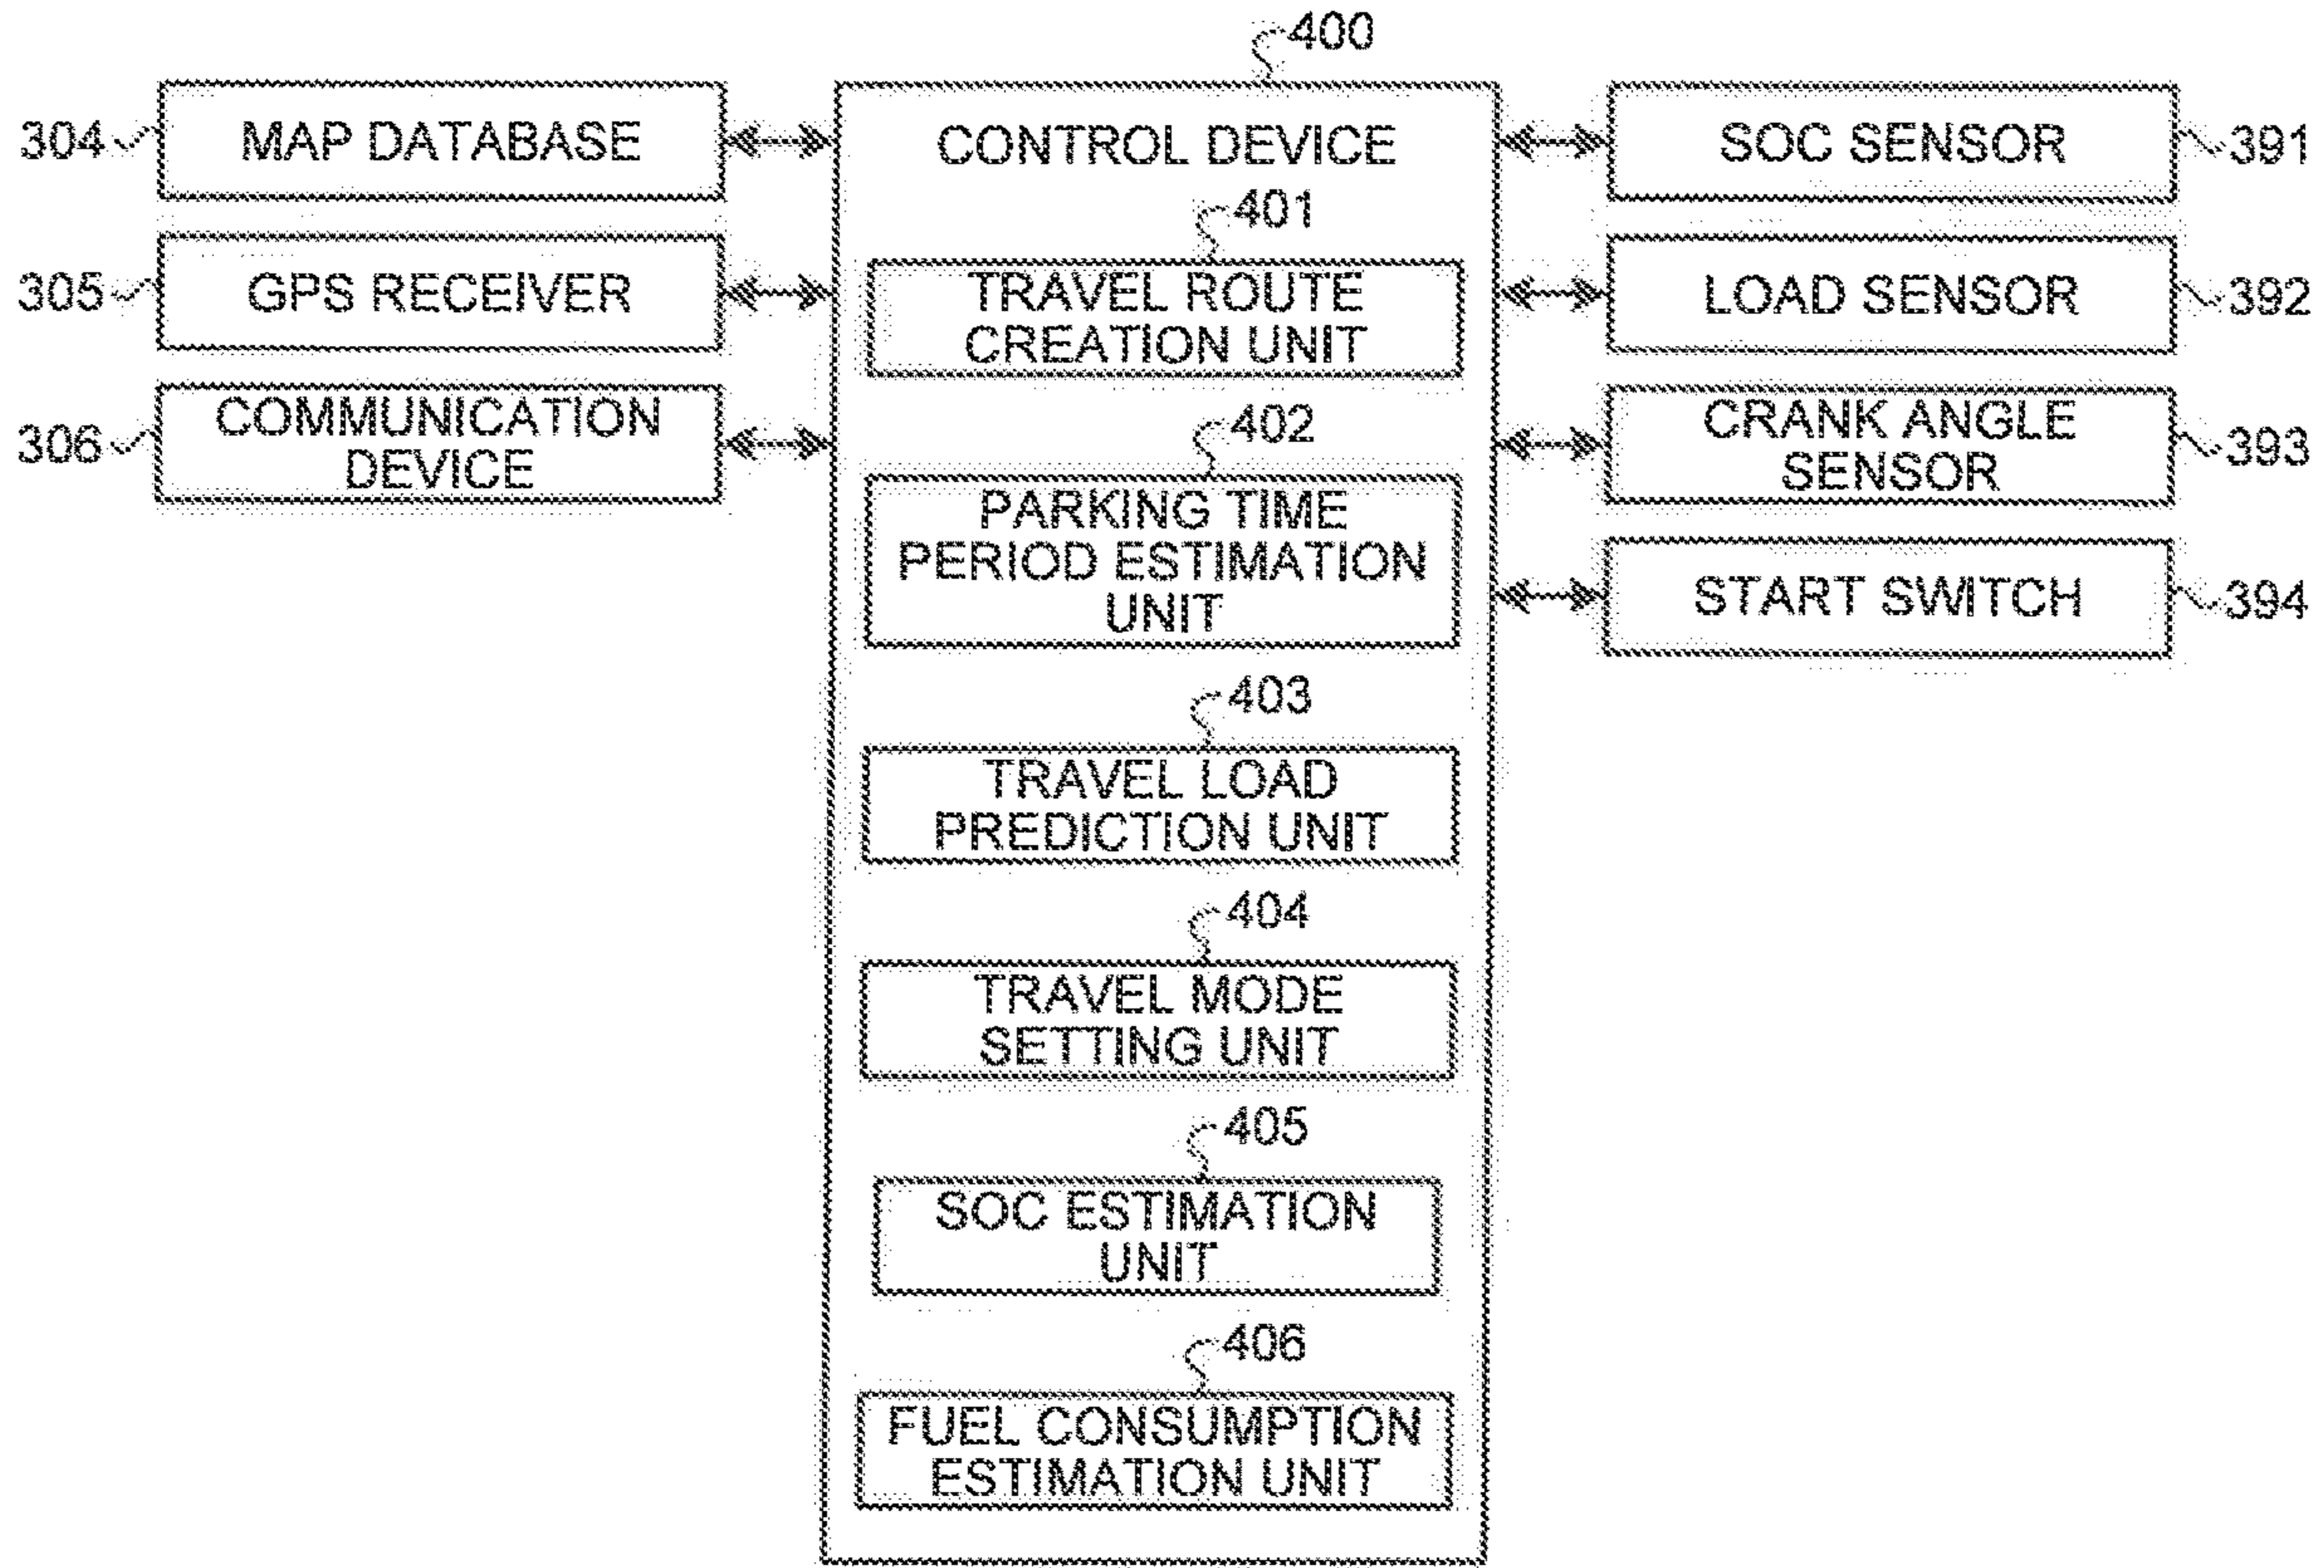 400
304
MAP DATABASE
305
GPS RECEIVER
306
COMMUNICATION
DEVICE
CONTROL DEVICE
401
TRAVEL ROUTE
CREATION UNIT
402
PARKING TIME
PERIOD ESTIMATION
UNIT
403
TRAVEL LOAD
PREDICTION UNIT
404
TRAVEL MODE
SETTING UNIT
405
SOC ESTIMATION
UNIT
406
FUEL CONSUMPTION
ESTIMATION UNIT
SOC SENSOR
391
LOAD SENSOR
392
CRANK ANGLE
SENSOR
393
START SWITCH
394